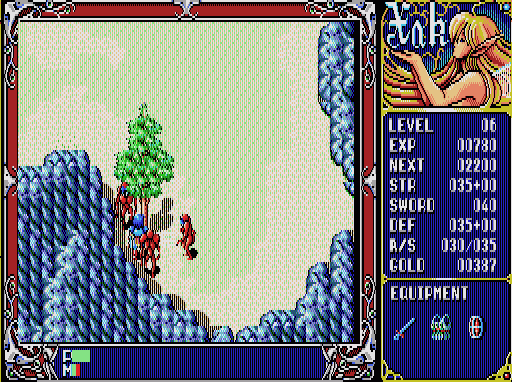 Xak
LEVEL 06
EXP 00780
NEXT 02200
STR 035+00
SWORD 040
DEF 035+00
A/S 030/035
GOLD 00387
EQUIPMENT
P
M